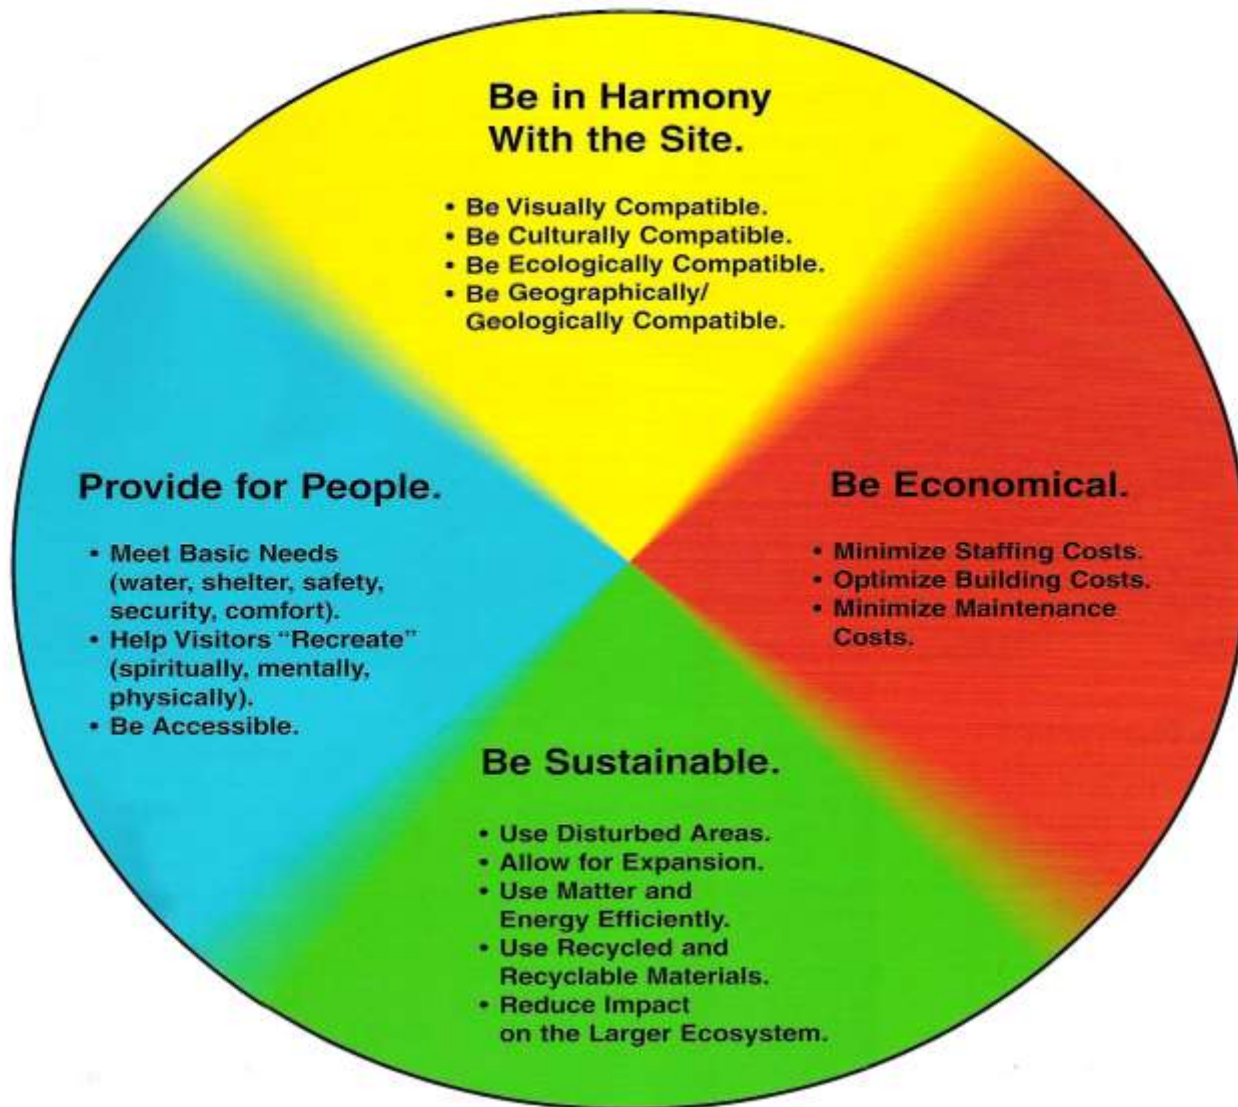 Be in Harmony
With the Site.
• Be Visually Compatible.
• Be Culturally Compatible.
• Be Ecologically Compatible.
• Be Geographically/
Geologically Compatible.
Provide for People.
• Meet Basic Needs
(water, shelter, safety,
security, comfort).
• Help Visitors “Recreate”
(spiritually, mentally,
physically).
• Be Accessible.
Be Economical.
• Minimize Staffing Costs.
• Optimize Building Costs.
• Minimize Maintenance
Costs.
Be Sustainable.
• Use Disturbed Areas.
• Allow for Expansion.
• Use Matter and
Energy Efficiently.
• Use Recycled and
Recyclable Materials.
• Reduce Impact
on the Larger Ecosystem.